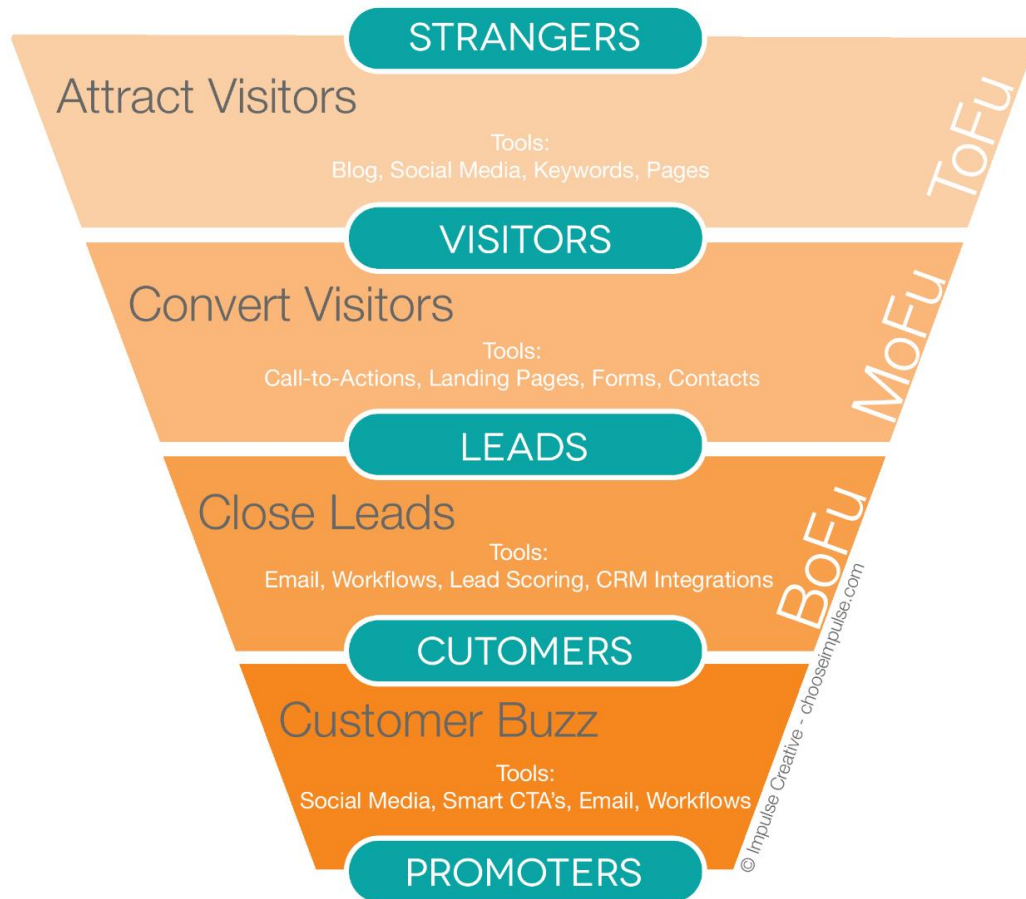 STRANGERS
Attract Visitors
Tools:
Blog, Social Media, Keywords, Pages
ToFu
VISITORS
Convert Visitors
Tools:
Call-to-Actions, Landing Pages, Forms, Contacts
MoFu
LEADS
Close Leads
Tools:
Email, Workflows, Lead Scoring, CRM Integrations
BoFu
CUTOMERS
Customer Buzz
Tools:
Social Media, Smart CTA's, Email, Workflows
© Impulse Creative - chooseimpulse.com
PROMOTERS